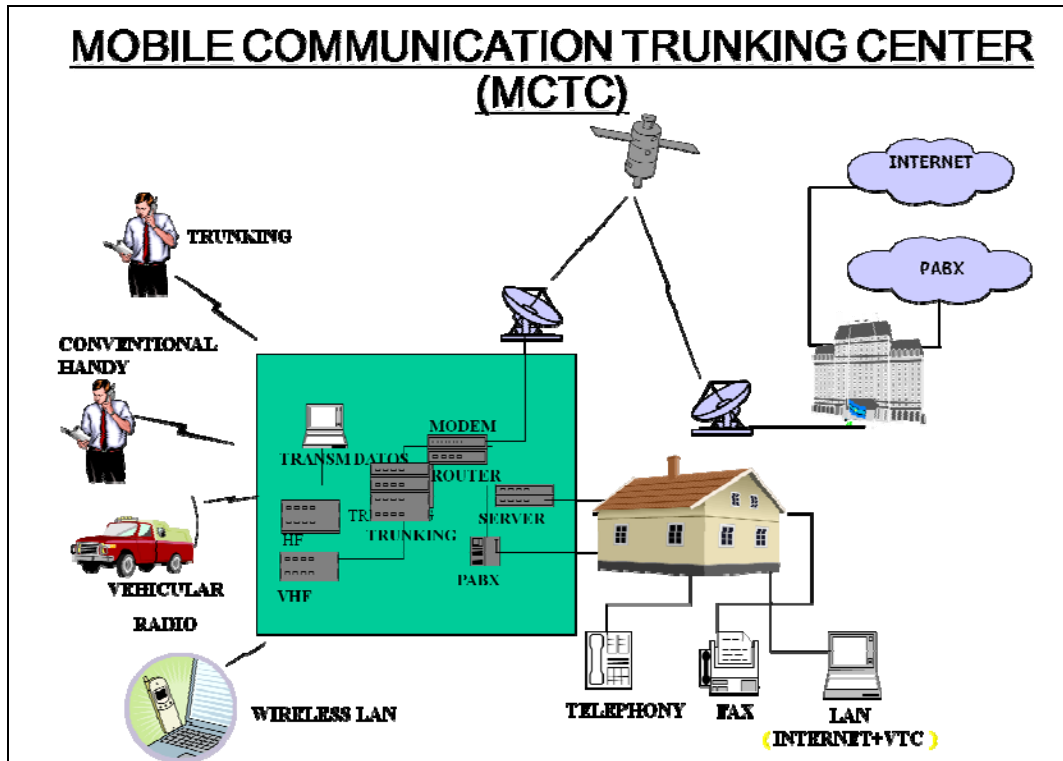 MOBILE COMMUNICATION TRUNKING CENTER
(MCTC)
INTERNET
PABX
TRUNKING
CONVENTIONAL
HANDY
VEHICULAR
RADIO
WIRELESS LAN
MODEM
TRANSM DATOS
ROUTER
SERVER
HF
TRUNKING
VHF
PABX
TELEPHONY
FAX
LAN
(INTERNET+VTC )